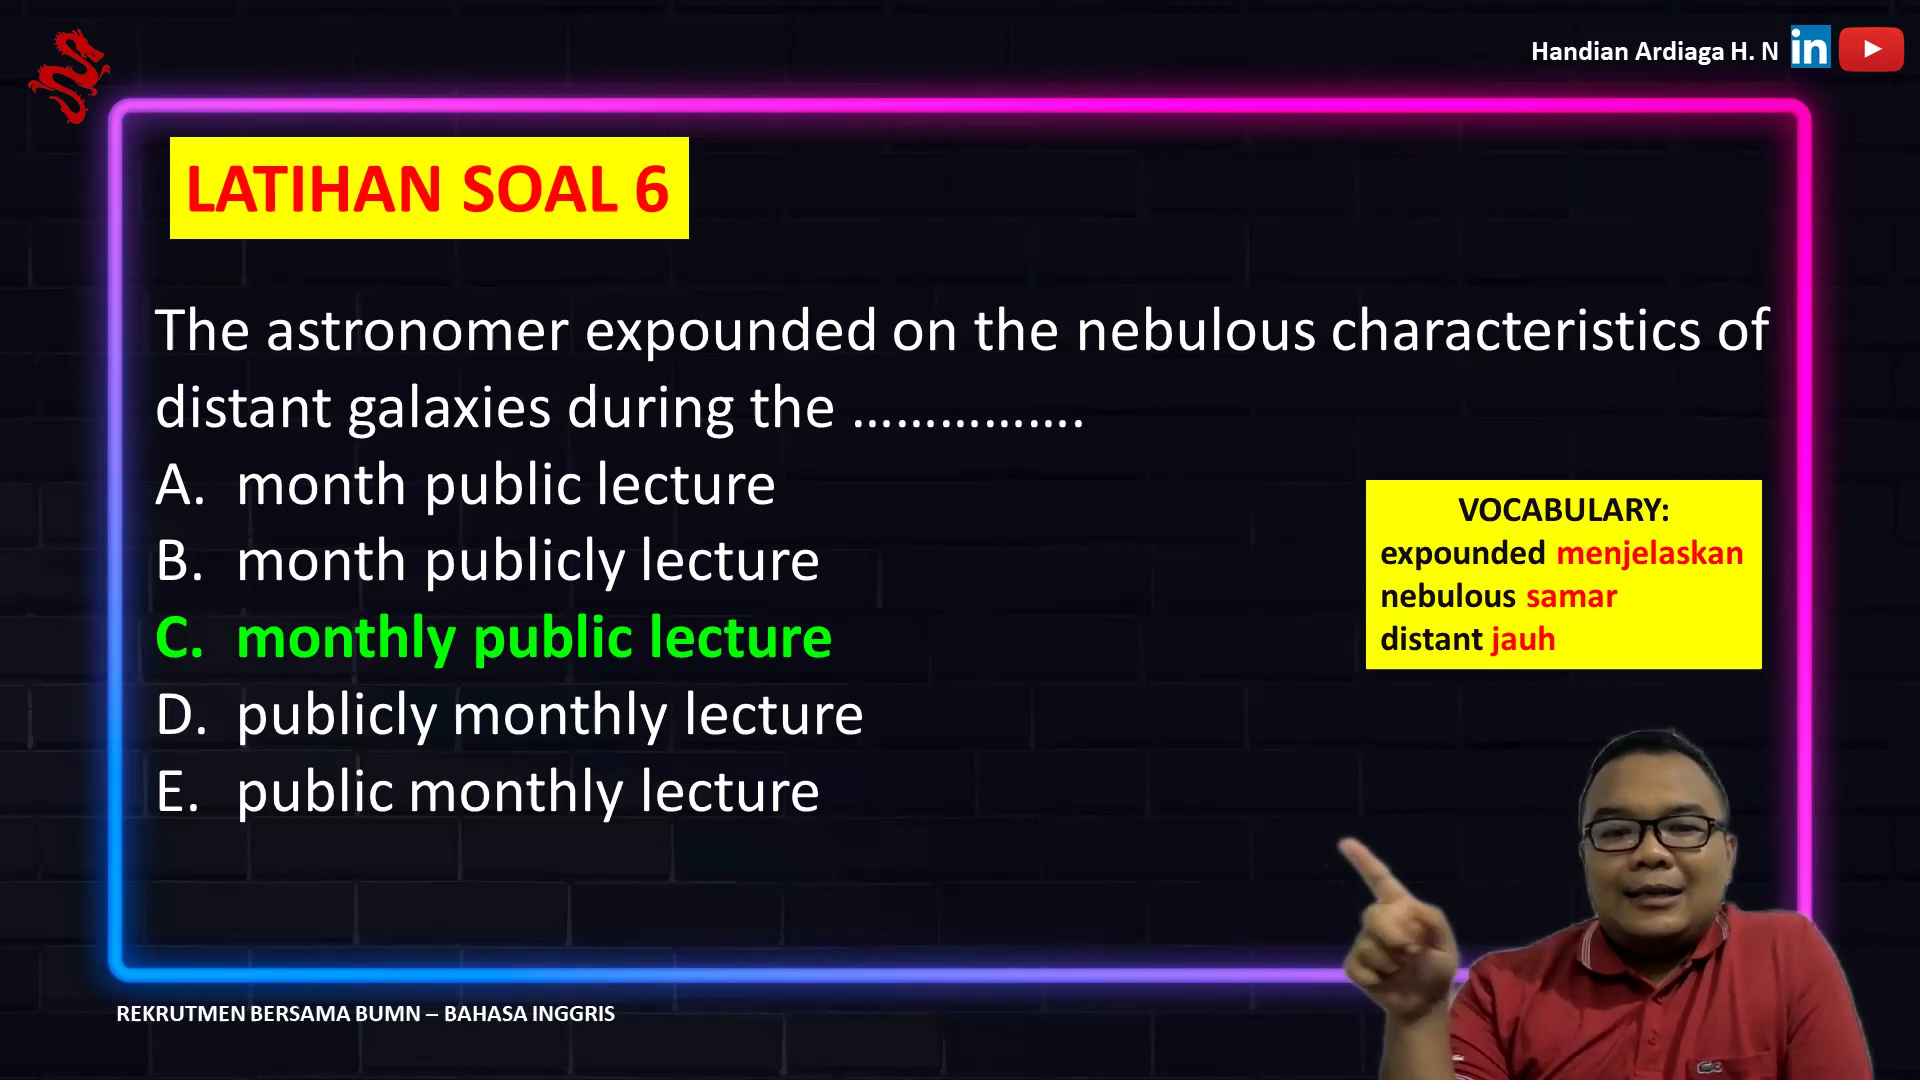 Handian Ardiaga H. N in
LATIHAN SOAL 6
The astronomer expounded on the nebulous characteristics of
distant galaxies during the …………….
A. month public lecture
B. month publicly lecture
C. monthly public lecture
D. publicly monthly lecture
E. public monthly lecture
VOCABULARY:
expounded menjelaskan
nebulous samar
distant jauh
REKRUTMEN BERSAMA BUMN – BAHASA INGGRIS